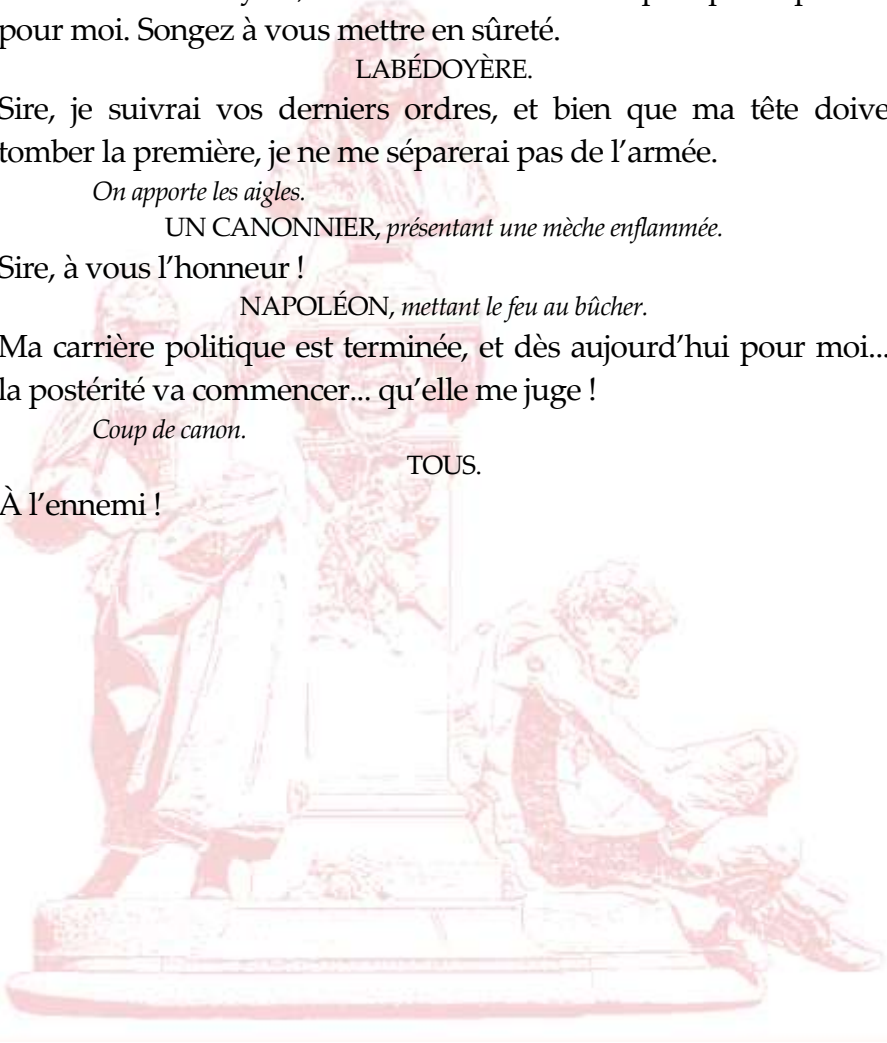 pour moi. Songez à vous mettre en sûreté.
LABÉDOYÈRE.
Sire, je suivrai vos derniers ordres, et bien que ma tête doive
tomber la première, je ne me séparerai pas de l’armée.
On apporte les aigles.
UN CANONNIER, présentant une mèche enflammée.
Sire, à vous l’honneur !
NAPOLÉON, mettant le feu au bûcher.
Ma carrière politique est terminée, et dès aujourd’hui pour moi...
la postérité va commencer... qu’elle me juge !
Coup de canon.
TOUS.
À l’ennemi !